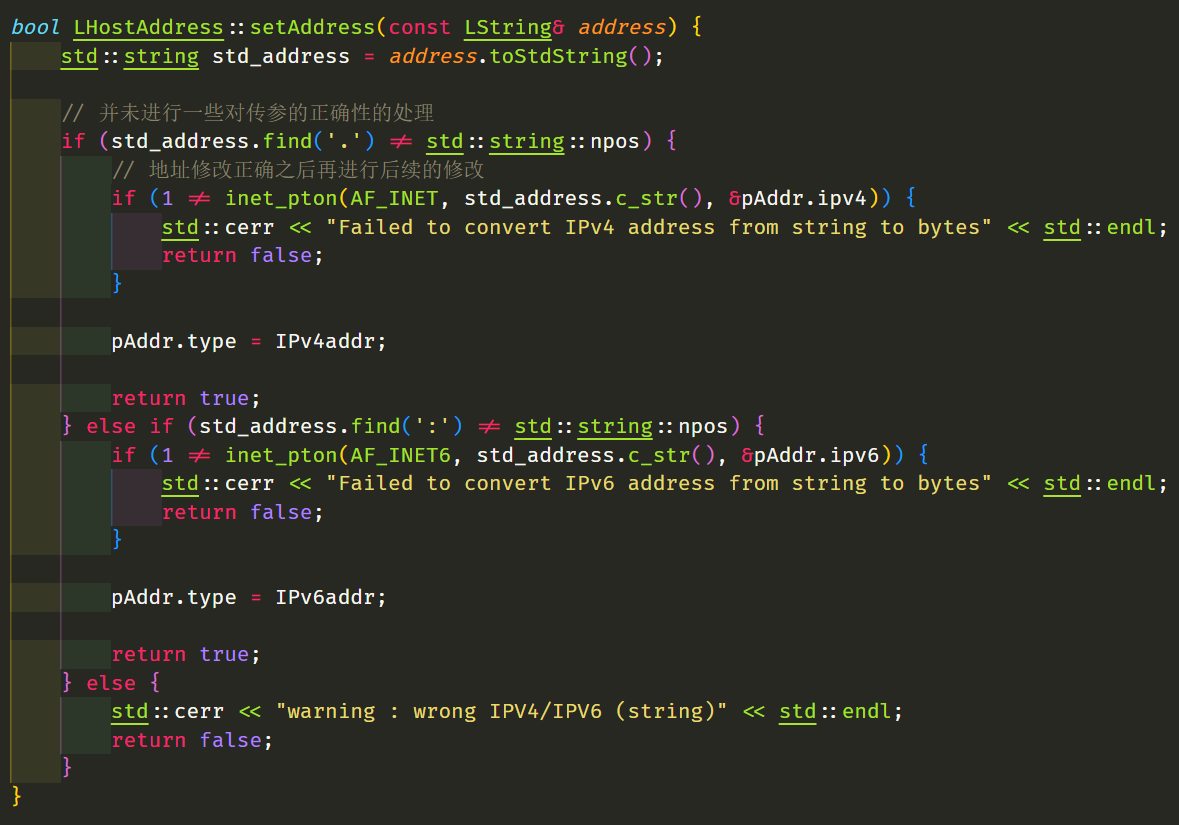 bool LHostAddress::setAddress(const LString& address) {
    std::string std_address = address.toStdString();
    // 并未进行一些对传参的正确性的处理
    if (std_address.find('.') != std::string::npos) {
        // 地址修改正确之后再进行后续的修改
        if (1 != inet_pton(AF_INET, std_address.c_str(), &pAddr.ipv4)) {
            std::cerr << "Failed to convert IPv4 address from string to bytes" << std::endl;
            return false;
        }
        pAddr.type = IPv4addr;
        return true;
    } else if (std_address.find(':') != std::string::npos) {
        if (1 != inet_pton(AF_INET6, std_address.c_str(), &pAddr.ipv6)) {
            std::cerr << "Failed to convert IPv6 address from string to bytes" << std::endl;
            return false;
        }
        pAddr.type = IPv6addr;
        return true;
    } else {
        std::cerr << "warning : wrong IPV4/IPV6 (string)" << std::endl;
        return false;
    }
}